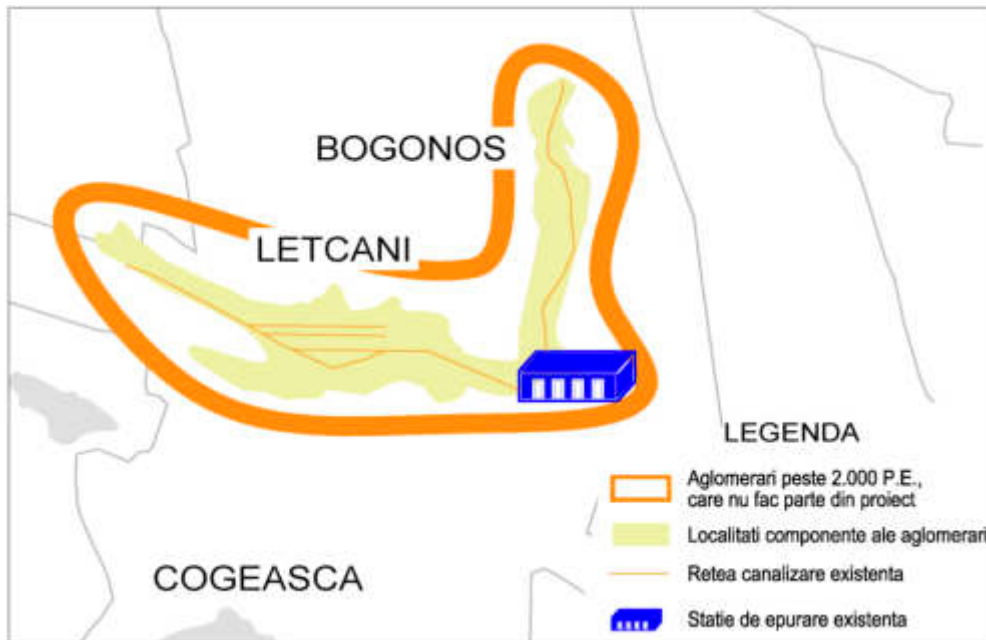 BOGONOS
LETCANI
COGEASCA
LEGENDA
Aglomerari peste 2.000 P.E.,
care nu fac parte din proiect
Localitati componente ale aglomerari
Retea canalizare existenta
Statie de epurare existenta